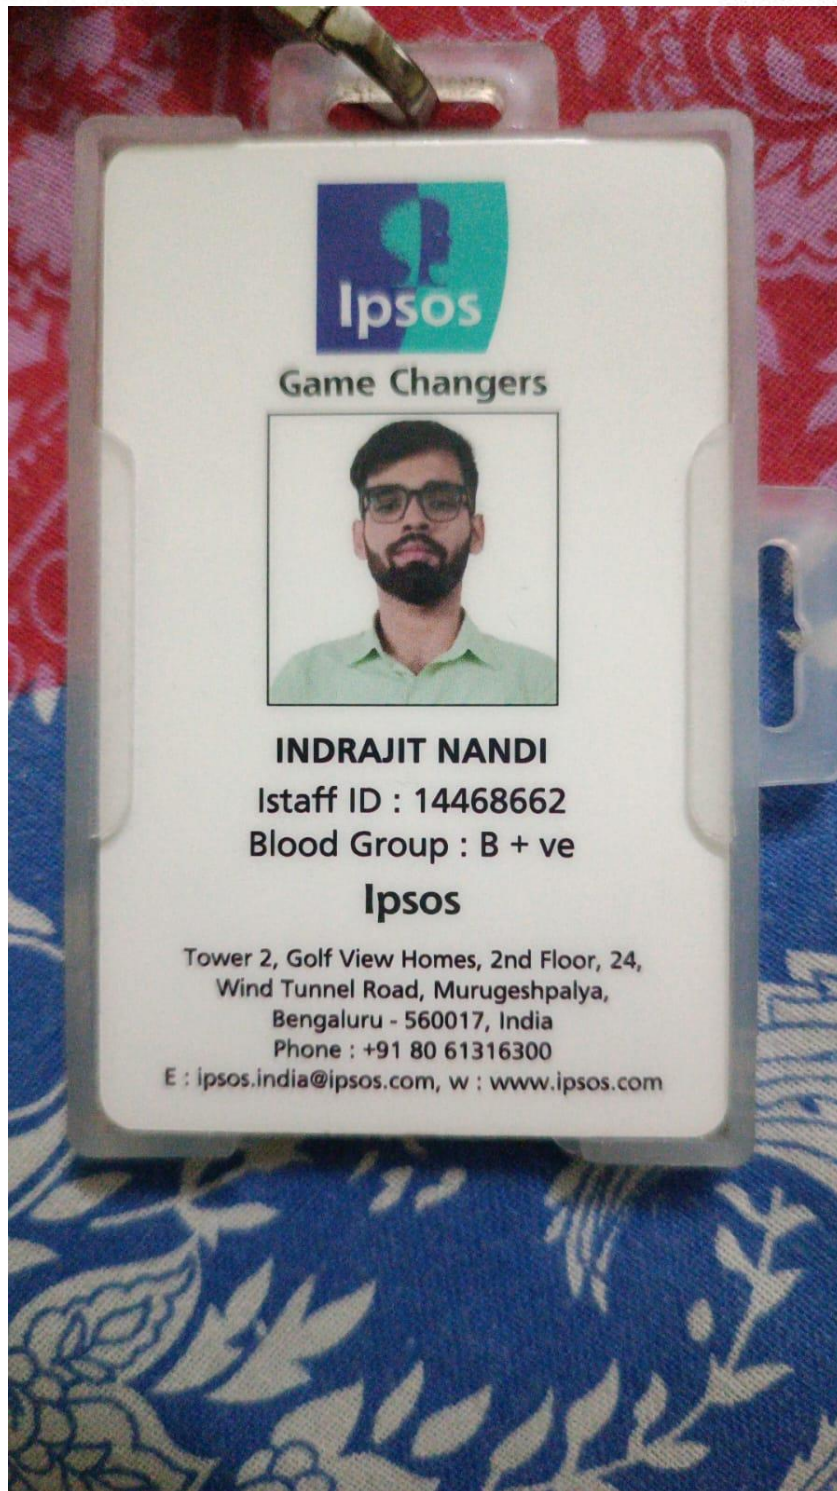 Ipsos
Game Changers
INDRAJIT NANDI
Istaff ID : 14468662
Blood Group : B + ve
Ipsos
Tower 2, Golf View Homes, 2nd Floor, 24,
Wind Tunnel Road, Murugeshpalya,
Bengaluru - 560017, India
Phone : +91 80 61316300
E : ipsos.india@ipsos.com, w : www.ipsos.com